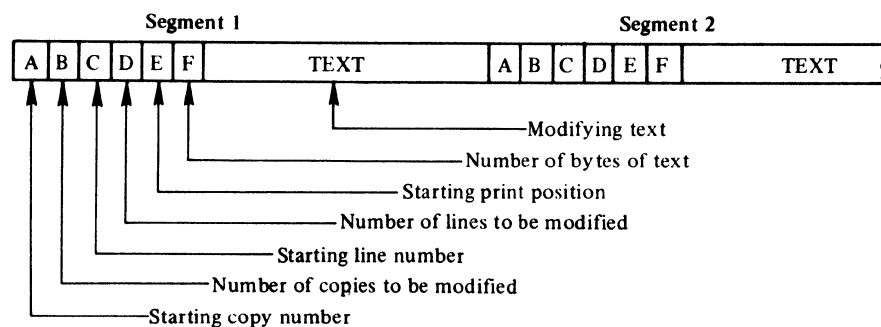 Segment 1 Segment 2
A B C D E F TEXT A B C D E F TEXT
Modifying text
Number of bytes of text
Starting print position
Number of lines to be modified
Starting line number
Number of copies to be modified
Starting copy number